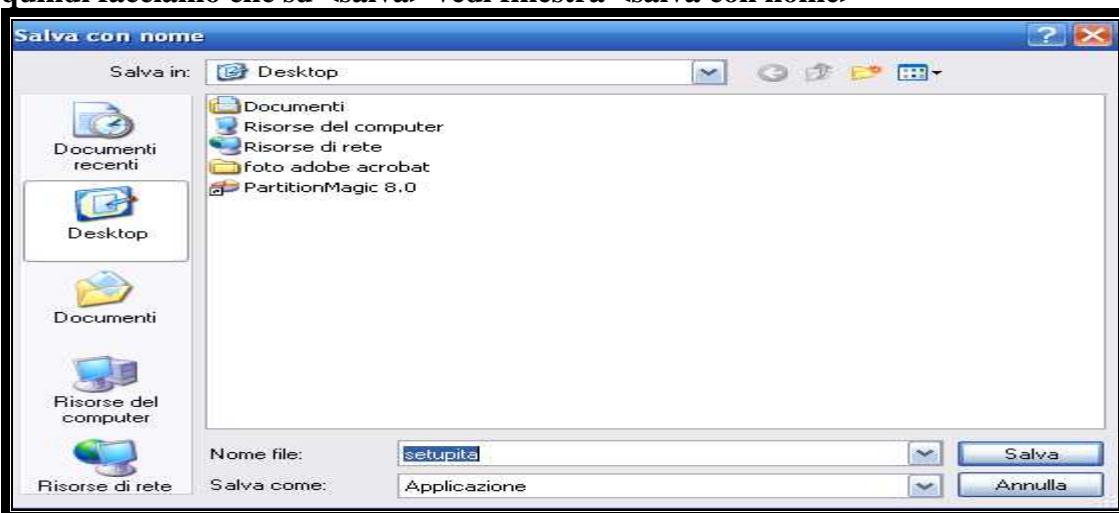 quindi facciamo che su <salva> vedi finestra <salva con nome>
Salva con nome
Salva in: Desktop
Documenti
Risorse del computer
Risorse di rete
foto adobe acrobat
PartitionMagic 8.0
Documenti
recenti
Desktop
Documenti
Risorse del
computer
Risorse di rete
Nome file: setupita Salva
Salva come: Applicazione Annulla